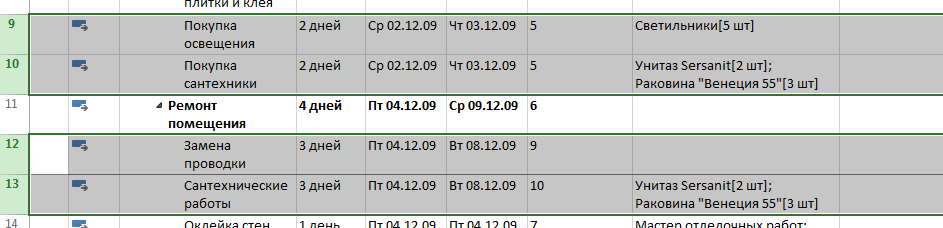 плитки и клея
9 Покупка освещения 2 дней Ср 02.12.09 Чт 03.12.09 5 Светильники[5 шт]
10 Покупка сантехники 2 дней Ср 02.12.09 Чт 03.12.09 5 Унитаз Sersanit[2 шт]; Раковина "Венеция 55"[3 шт]
11 Ремонт помещения 4 дней Пт 04.12.09 Ср 09.12.09 6
12 Замена проводки 3 дней Пт 04.12.09 Вт 08.12.09 9
13 Сантехнические работы 3 дней Пт 04.12.09 Вт 08.12.09 10 Унитаз Sersanit[2 шт]; Раковина "Венеция 55"[3 шт]
14 Оклейка стен 1 день Пт 04.12.09 Пт 04.12.09 7 Мастер отделочных работ;